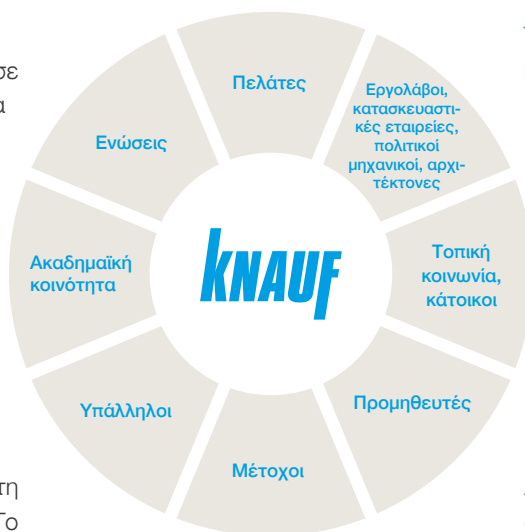 σε
Πελάτες
Εργολάβοι,
κατασκευαστι-
κές εταιρείες,
πολιτικοί
μηχανικοί, αρχι-
τέκτονες
Ενώσεις
Τοπική
κοινωνία,
κάτοικοι
Ακαδημαϊκή
κοινότητα
KNAUF
Προμηθευτές
Υπάλληλοι
Μέτοχοι